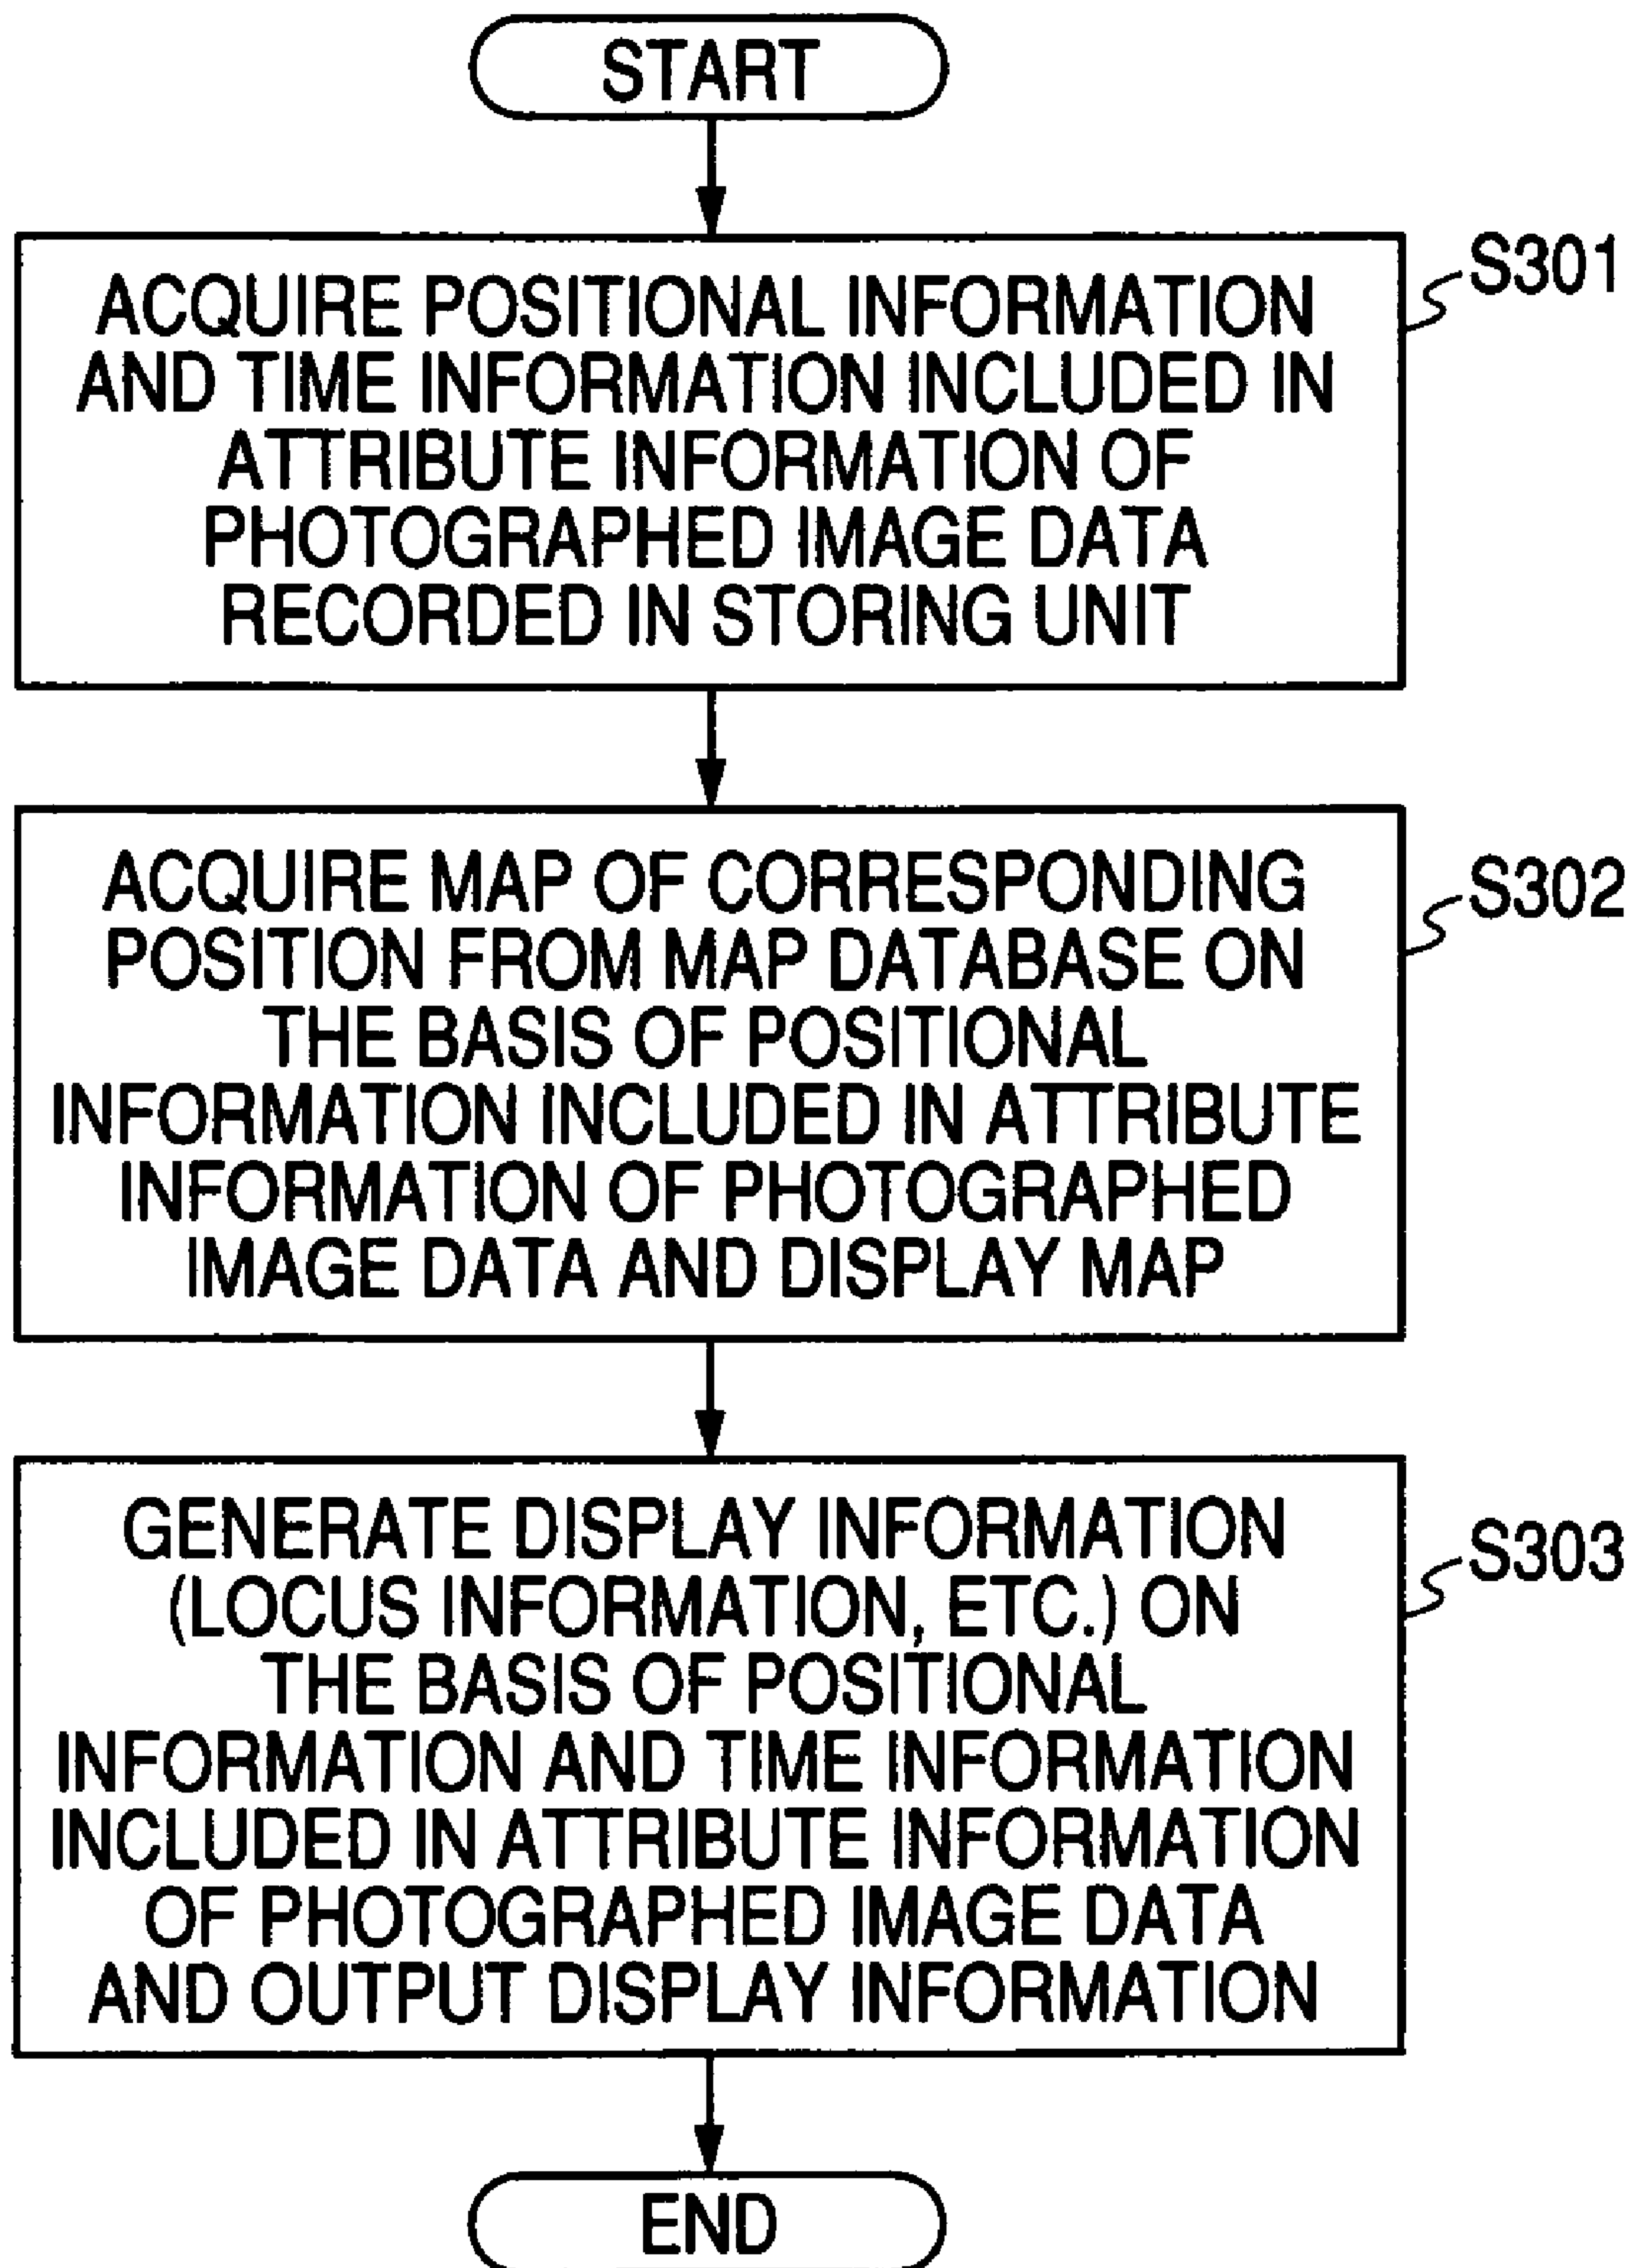 START
S301
ACQUIRE POSITIONAL INFORMATION
AND TIME INFORMATION INCLUDED IN
ATTRIBUTE INFORMATION OF
PHOTOGRAPHED IMAGE DATA
RECORDED IN STORING UNIT
S302
ACQUIRE MAP OF CORRESPONDING
POSITION FROM MAP DATABASE ON
THE BASIS OF POSITIONAL
INFORMATION INCLUDED IN ATTRIBUTE
INFORMATION OF PHOTOGRAPHED
IMAGE DATA AND DISPLAY MAP
S303
GENERATE DISPLAY INFORMATION
(LOCUS INFORMATION, ETC.) ON
THE BASIS OF POSITIONAL
INFORMATION AND TIME INFORMATION
INCLUDED IN ATTRIBUTE INFORMATION
OF PHOTOGRAPHED IMAGE DATA
AND OUTPUT DISPLAY INFORMATION
END